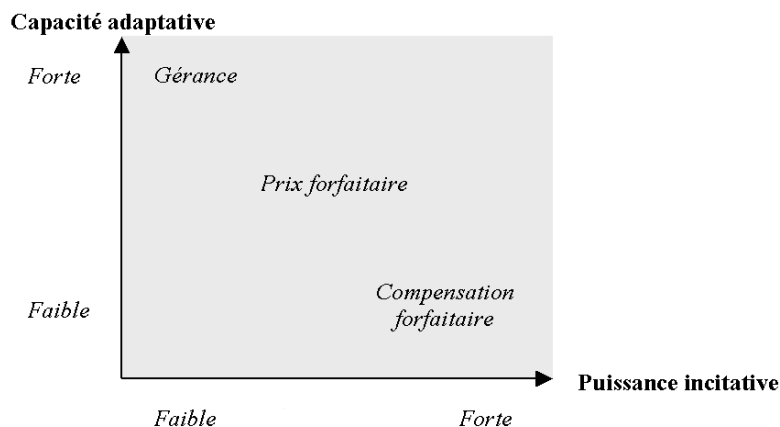 Capacité adaptative
Forte
Gérance
Prix forfaitaire
Compensation
forfaitaire
Faible
Puissance incitative
Faible
Forte